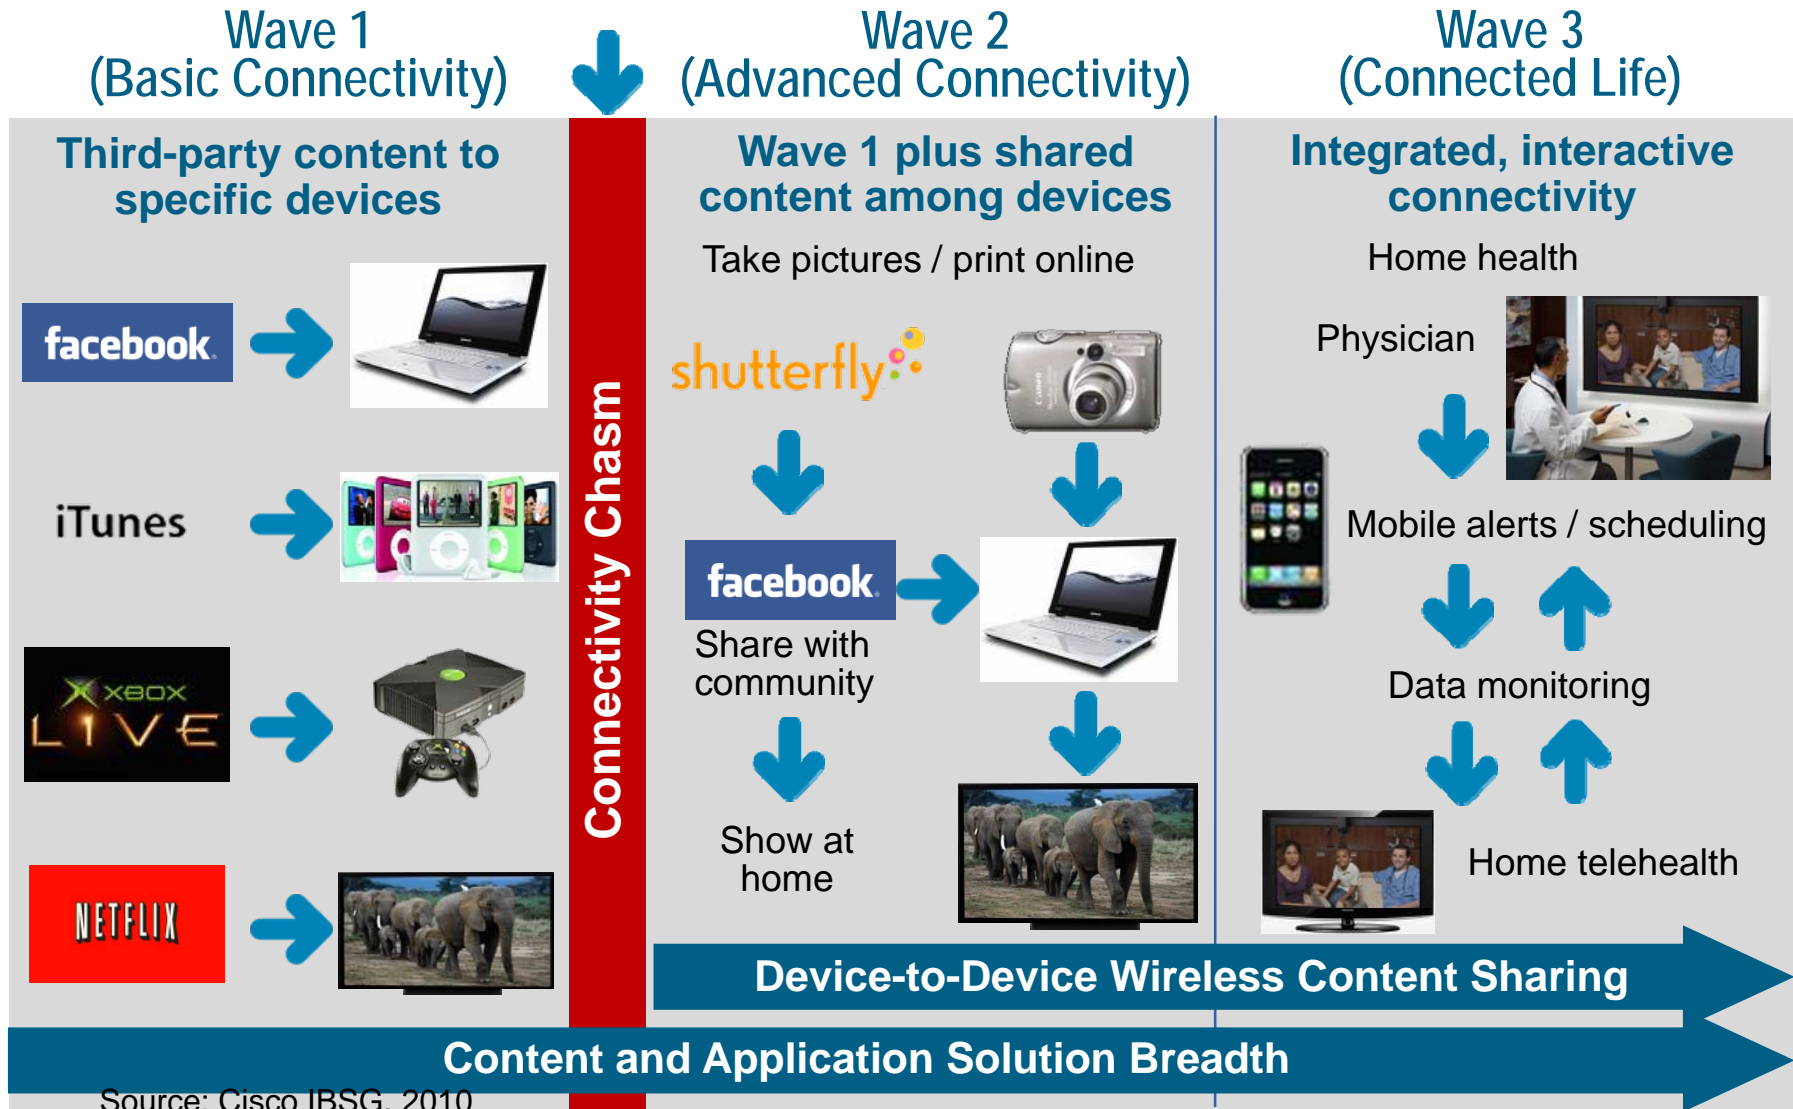 Wave 1
(Basic Connectivity)
Third-party content to
specific devices
facebook.
iTunes
XBOX
LIVE
NETFLIX
Connectivity Chasm
Wave 2
(Advanced Connectivity)
Wave 1 plus shared
content among devices
Take pictures / print online
shutterfly
Canon
facebook.
Share with
community
Show at
home
Wave 3
(Connected Life)
Integrated, interactive
connectivity
Home health
Physician
Mobile alerts / scheduling
Data monitoring
Home telehealth
Device-to-Device Wireless Content Sharing
Content and Application Solution Breadth
Source: Cisco IBSG, 2010